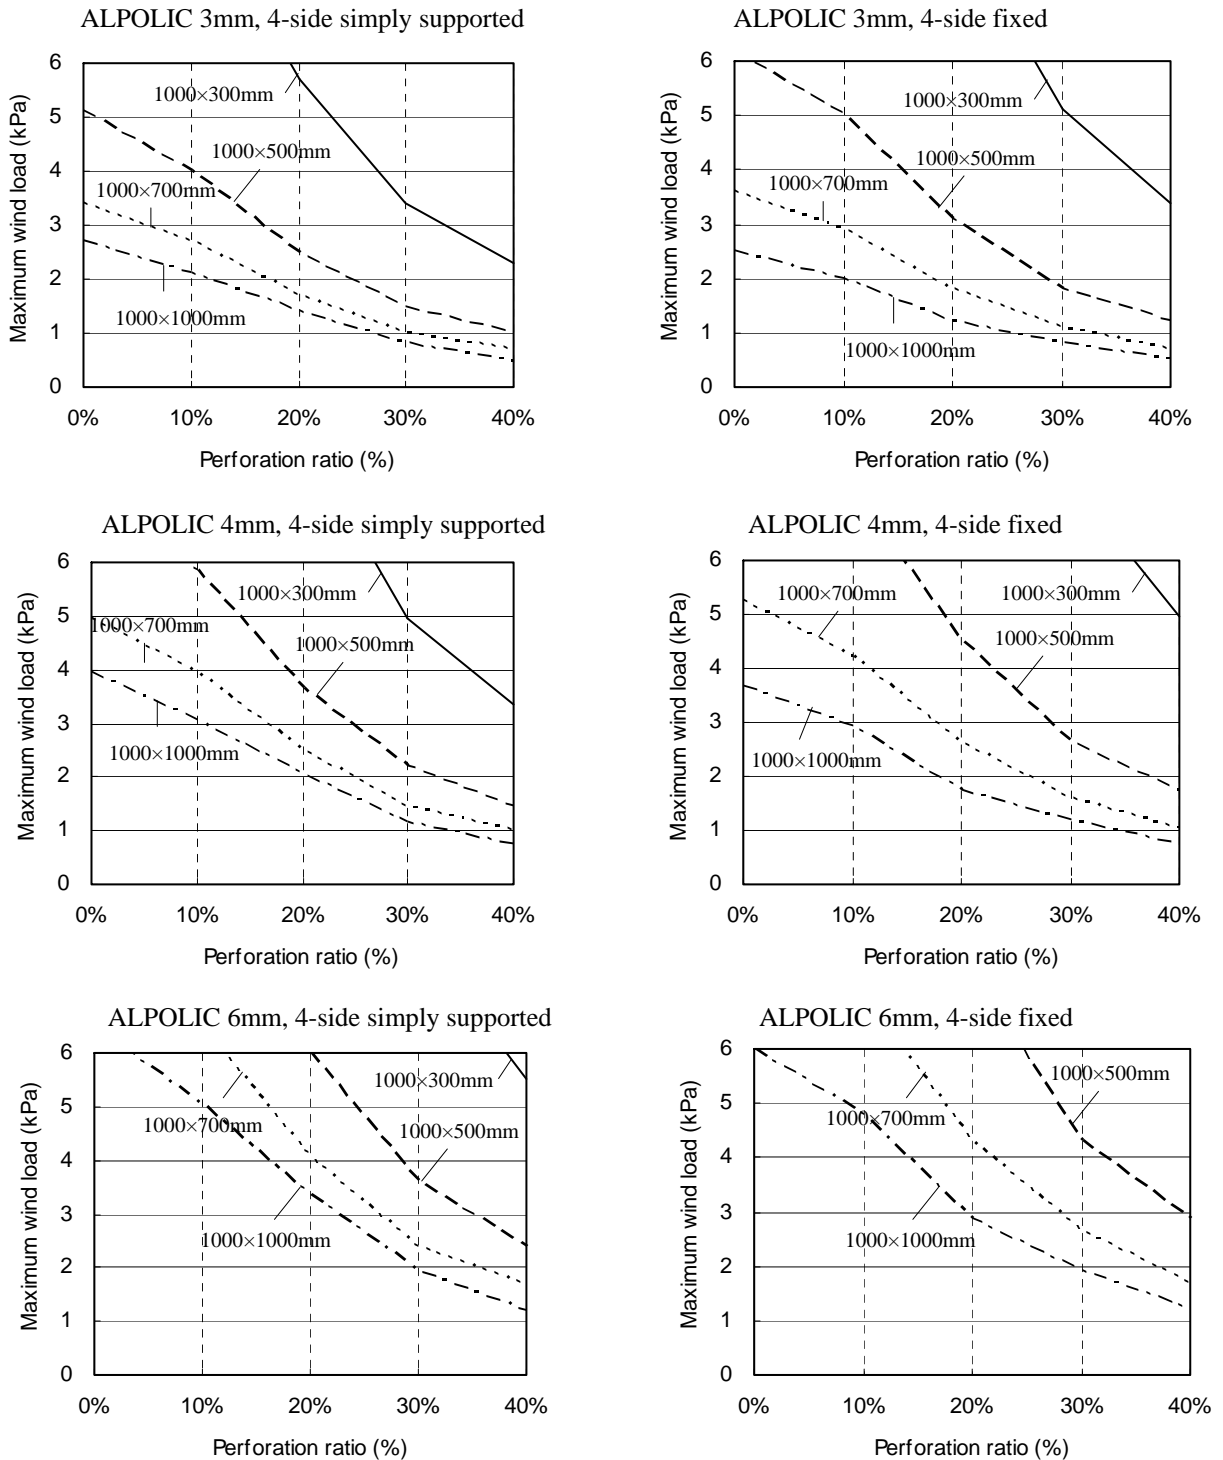 ALPOLIC 3mm, 4-side simply supported
6
5
4
3
2
1
0
Maximum wind load (kPa)
1000×300mm
1000×500mm
1000×700mm
1000×1000mm
0% 10% 20% 30% 40%
Perforation ratio (%)
ALPOLIC 3mm, 4-side fixed
6
5
4
3
2
1
0
Maximum wind load (kPa)
1000×300mm
1000×500mm
1000×700mm
1000×1000mm
0% 10% 20% 30% 40%
Perforation ratio (%)
ALPOLIC 4mm, 4-side simply supported
6
5
4
3
2
1
0
Maximum wind load (kPa)
1000×300mm
1000×700mm
1000×500mm
1000×1000mm
0% 10% 20% 30% 40%
Perforation ratio (%)
ALPOLIC 4mm, 4-side fixed
6
5
4
3
2
1
0
Maximum wind load (kPa)
1000×700mm
1000×300mm
1000×500mm
1000×1000mm
0% 10% 20% 30% 40%
Perforation ratio (%)
ALPOLIC 6mm, 4-side simply supported
6
5
4
3
2
1
0
Maximum wind load (kPa)
1000×300mm
1000×700mm
1000×500mm
1000×1000mm
0% 10% 20% 30% 40%
Perforation ratio (%)
ALPOLIC 6mm, 4-side fixed
6
5
4
3
2
1
0
Maximum wind load (kPa)
1000×500mm
1000×700mm
1000×1000mm
0% 10% 20% 30% 40%
Perforation ratio (%)